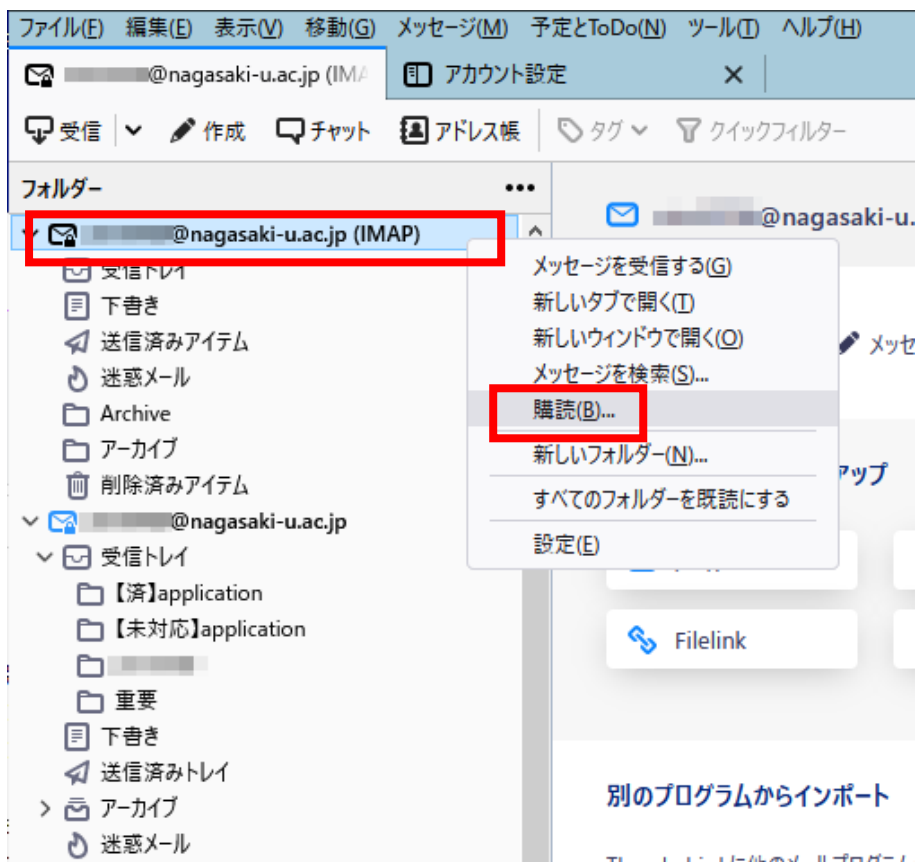 ファイル(F) 編集(E) 表示(V) 移動(G) メッセージ(M) 予定とToDo(N) ツール(T) ヘルプ(H)
@nagasaki-u.ac.jp (IMA
アカウント設定
受信 作成 チャット アドレス帳 タグ クイックフィルター
フォルダー
@nagasaki-u.ac.jp (IMAP)
受信トレイ
下書き
送信済みアイテム
迷惑メール
Archive
アーカイブ
削除済みアイテム
@nagasaki-u.ac.jp
受信トレイ
【済】application
【未対応】application
重要
下書き
送信済みトレイ
アーカイブ
迷惑メール
メッセージを受信する(G)
新しいタブで開く(T)
新しいウィンドウで開く(O)
メッセージを検索(S)...
購読(B)...
新しいフォルダー(N)...
すべてのフォルダーを既読にする
設定(E)
@nagasaki-u.
メッセ
アップ
Filelink
別のプログラムからインポート